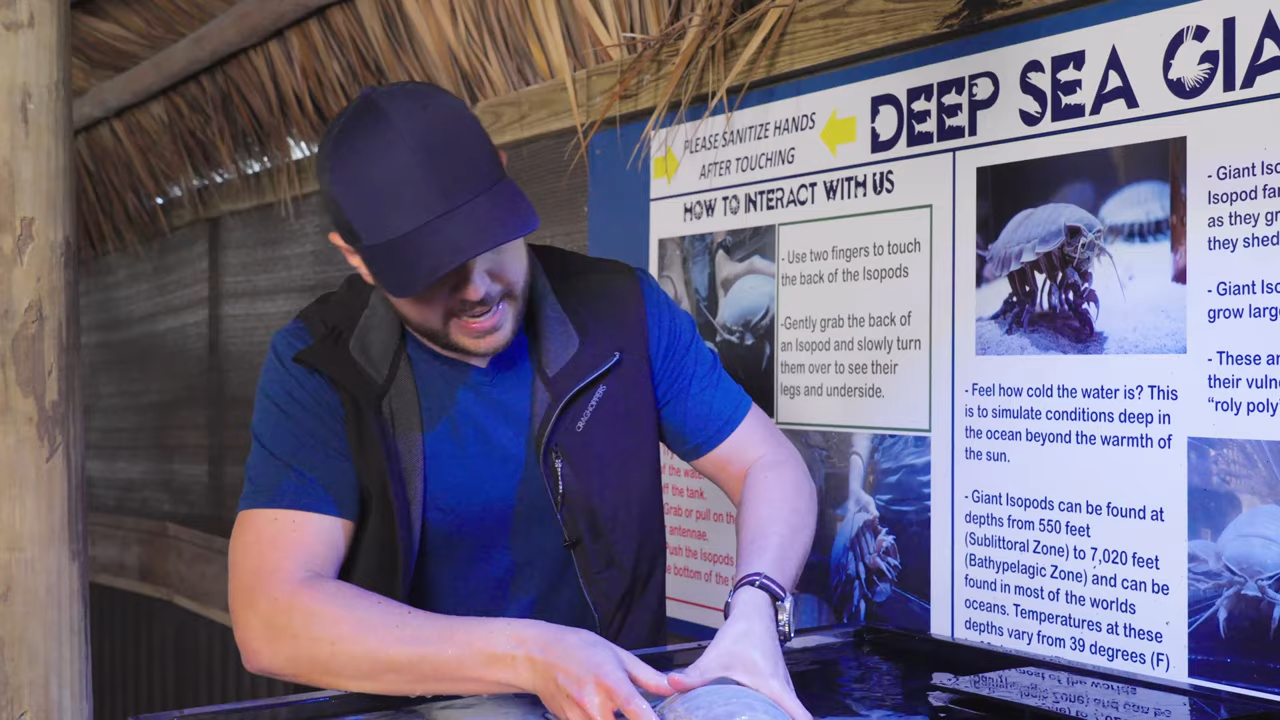 PLEASE SANITIZE HANDS
AFTER TOUCHING
DEEP SEA GIA
HOW TO INTERACT WITH US
- Use two fingers to touch
the back of the Isopods
-Gently grab the back of
an Isopod and slowly turn
them over to see their
legs and underside.
of the wate
the tank.
Grab or pull on the
antennae.
Push the Isopods
bottom of the
- Feel how cold the water is? This
is to simulate conditions deep in
the ocean beyond the warmth of
the sun.
- Giant Isopods can be found at
depths from 550 feet
(Sublittoral Zone) to 7,020 feet
(Bathypelagic Zone) and can be
found in most of the worlds
oceans. Temperatures at these
depths vary from 39 degrees (F)
- Giant Iso
Isopod fa
as they gr
they shed
- Giant Iso
grow larg
- These ar
their vuln
"roly poly
CRAGHOPPERS